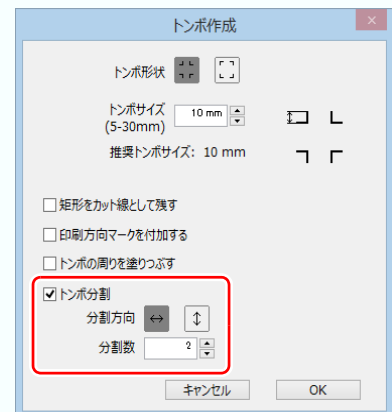 トンボ作成
トンボ形状
トンボサイズ 10 mm
(5-30mm)
推奨トンボサイズ: 10 mm
矩形をカット線として残す
印刷方向マークを付加する
トンボの周りを塗りつぶす
トンボ分割
分割方向
分割数 2
キャンセル OK